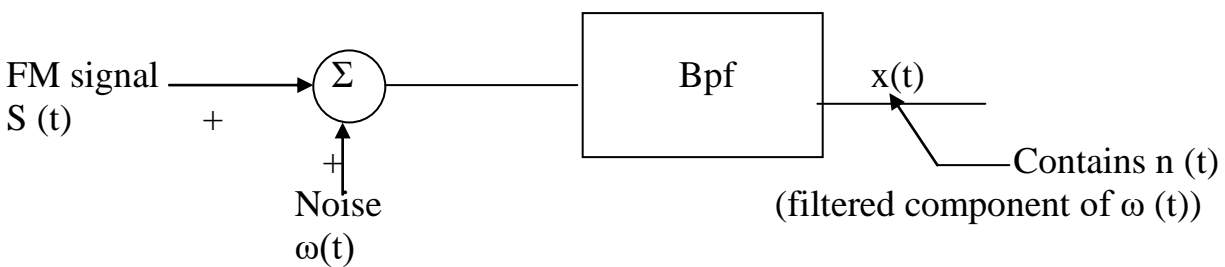 FM signal
S (t)
+
Σ
+
Noise
ω(t)
Bpf
x(t)
Contains n (t)
(filtered component of ω (t))